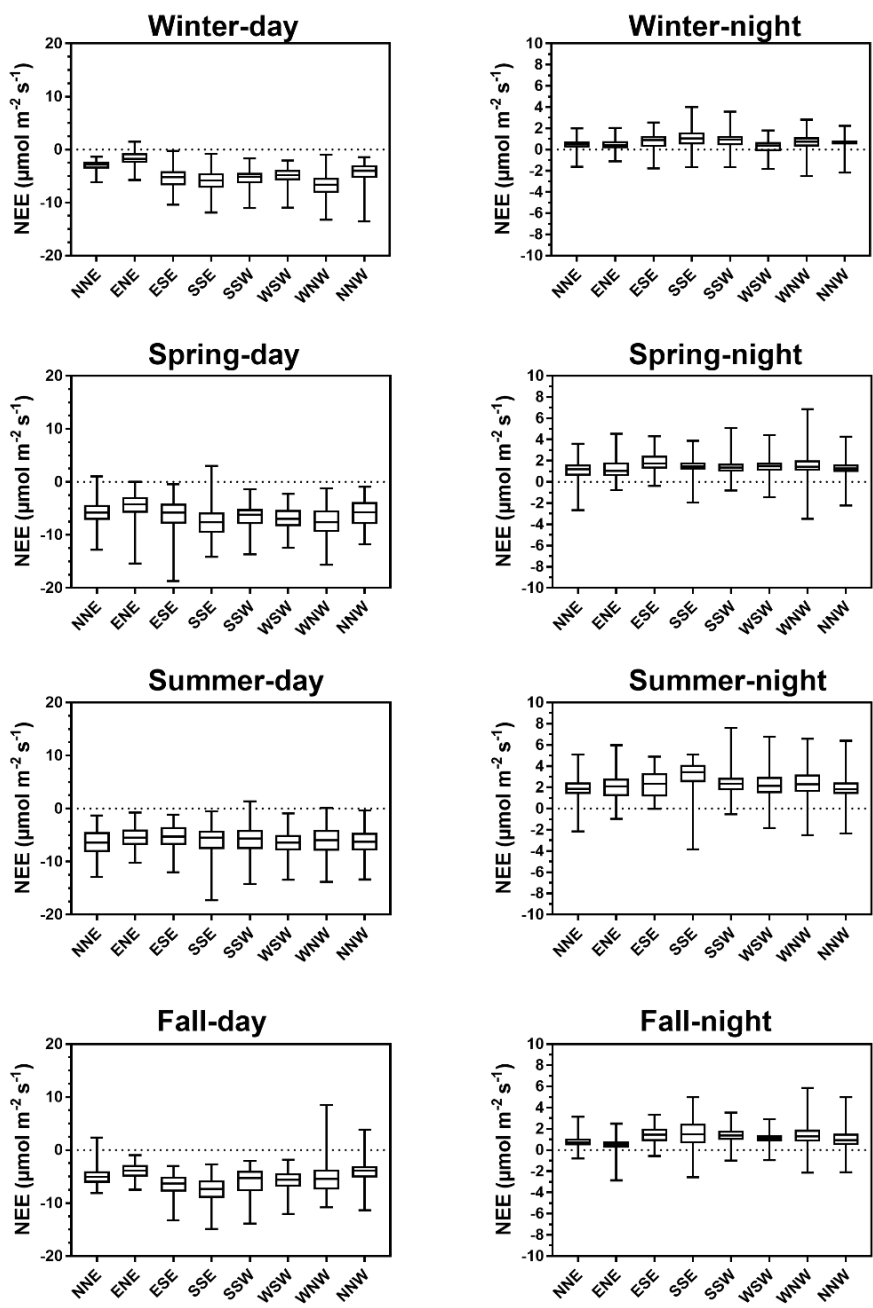 Winter-day
NEE (µmol m⁻² s⁻¹)
20
10
0
-10
-20
NNE ENE ESE SSE SSW WSW WNW NNW
Winter-night
NEE (µmol m⁻² s⁻¹)
10
8
6
4
2
0
-2
-4
-6
-8
-10
NNE ENE ESE SSE SSW WSW WNW NNW
Spring-day
NEE (µmol m⁻² s⁻¹)
20
10
0
-10
-20
NNE ENE ESE SSE SSW WSW WNW NNW
Spring-night
NEE (µmol m⁻² s⁻¹)
10
8
6
4
2
0
-2
-4
-6
-8
-10
NNE ENE ESE SSE SSW WSW WNW NNW
Summer-day
NEE (µmol m⁻² s⁻¹)
20
10
0
-10
-20
NNE ENE ESE SSE SSW WSW WNW NNW
Summer-night
NEE (µmol m⁻² s⁻¹)
10
8
6
4
2
0
-2
-4
-6
-8
-10
NNE ENE ESE SSE SSW WSW WNW NNW
Fall-day
NEE (µmol m⁻² s⁻¹)
20
10
0
-10
-20
NNE ENE ESE SSE SSW WSW WNW NNW
Fall-night
NEE (µmol m⁻² s⁻¹)
10
8
6
4
2
0
-2
-4
-6
-8
-10
NNE ENE ESE SSE SSW WSW WNW NNW